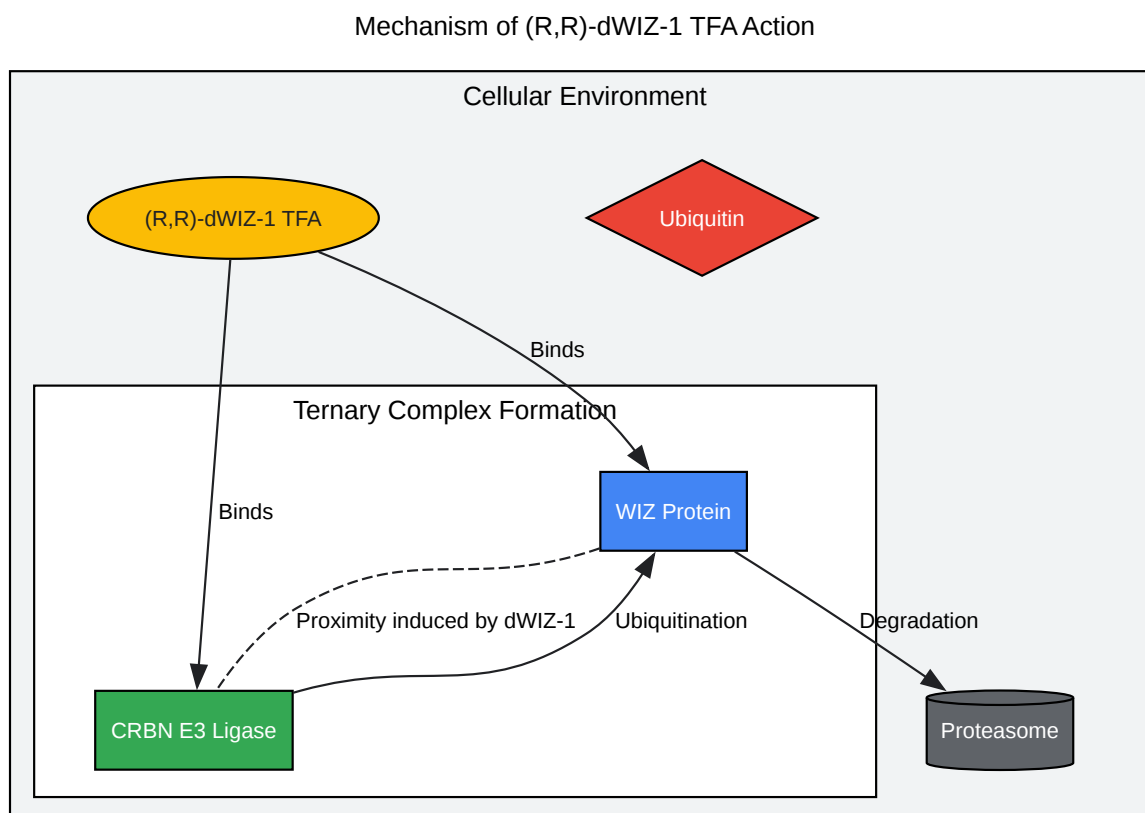 Mechanism of (R,R)-dWIZ-1 TFA Action
Cellular Environment
(R,R)-dWIZ-1 TFA
Ubiquitin
Binds
Ternary Complex Formation
WIZ Protein
Binds
Proximity induced by dWIZ-1
Ubiquitination
Degradation
CRBN E3 Ligase
Proteasome